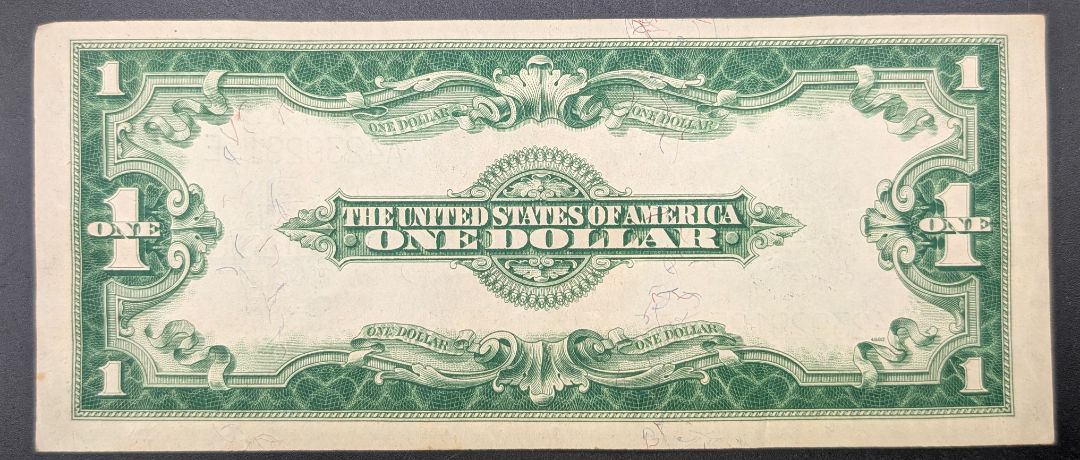 1 1
ONE DOLLAR ONE DOLLAR
THE UNITED STATES OF AMERICA
ONE DOLLAR
1 ONE 1 ONE
ONE DOLLAR ONE DOLLAR
1 1